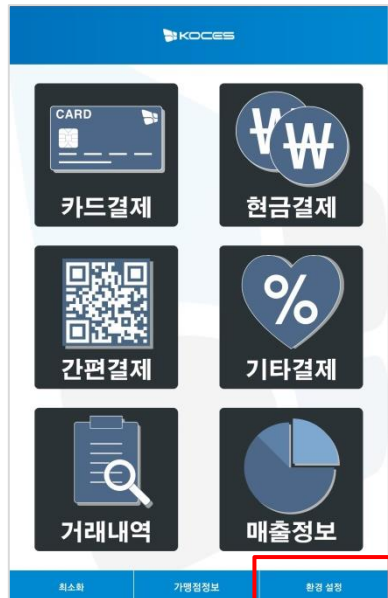 KOCES
CARD
카드결제
현금결제
간편결제
기타결제
거래내역
매출정보
최소화
가맹점정보
환경 설정